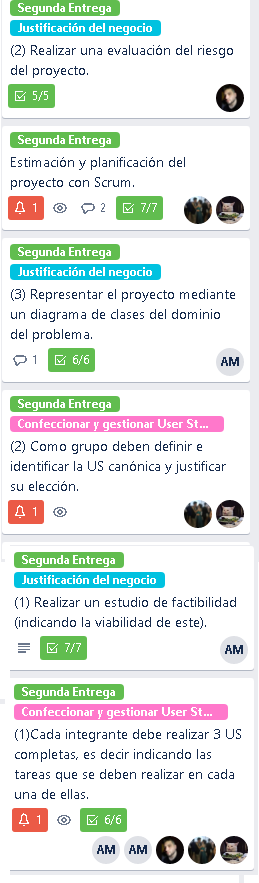 Segunda Entrega
Justificación del negocio
(2) Realizar una evaluación del riesgo
del proyecto.
5/5
Segunda Entrega
Estimación y planificación del
proyecto con Scrum.
1 2 7/7
Segunda Entrega
Justificación del negocio
(3) Representar el proyecto mediante
un diagrama de clases del dominio
del problema.
1 6/6 AM
Segunda Entrega
Confeccionar y gestionar User St...
(2) Como grupo deben definir e
identificar la US canónica y justificar
su elección.
1
Segunda Entrega
Justificación del negocio
(1) Realizar un estudio de factibilidad
(indicando la viabilidad de este).
7/7 AM
Segunda Entrega
Confeccionar y gestionar User St...
(1)Cada integrante debe realizar 3 US
completas, es decir indicando las
tareas que se deben realizar en cada
una de ellas.
1 6/6
AM AM